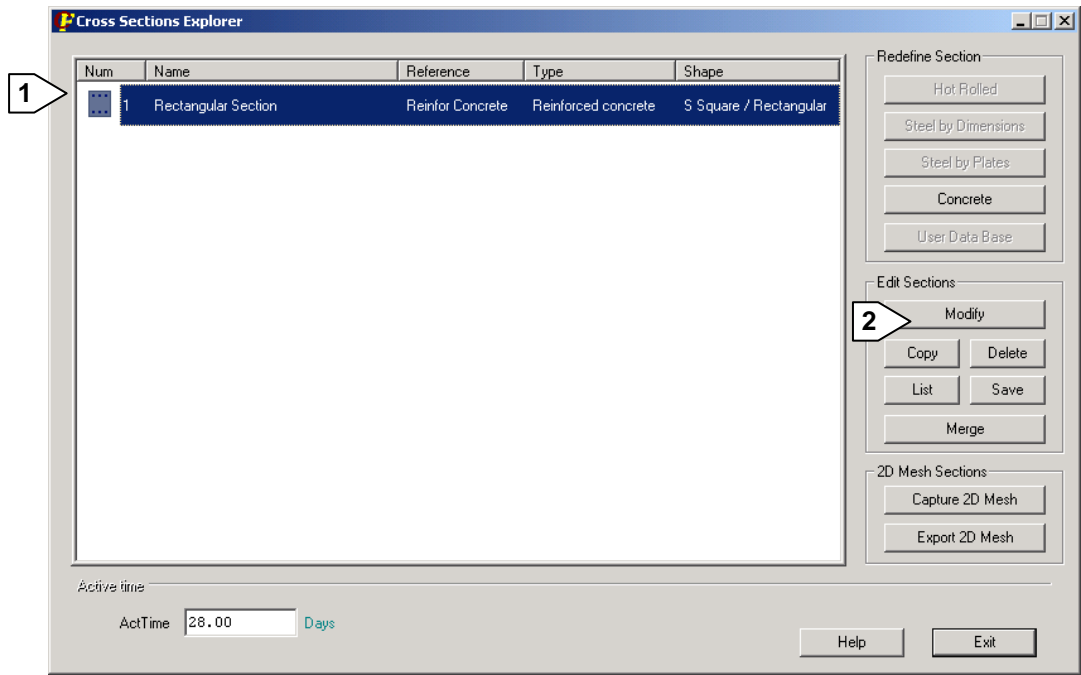 Cross Sections Explorer
Num Name Reference Type Shape
1
1 Rectangular Section Reinfor Concrete Reinforced concrete S Square / Rectangular
Redefine Section
Hot Rolled
Steel by Dimensions
Steel by Plates
Concrete
User Data Base
Edit Sections
2
Modify
Copy Delete
List Save
Merge
2D Mesh Sections
Capture 2D Mesh
Export 2D Mesh
Active time
ActTime 28.00 Days
Help Exit